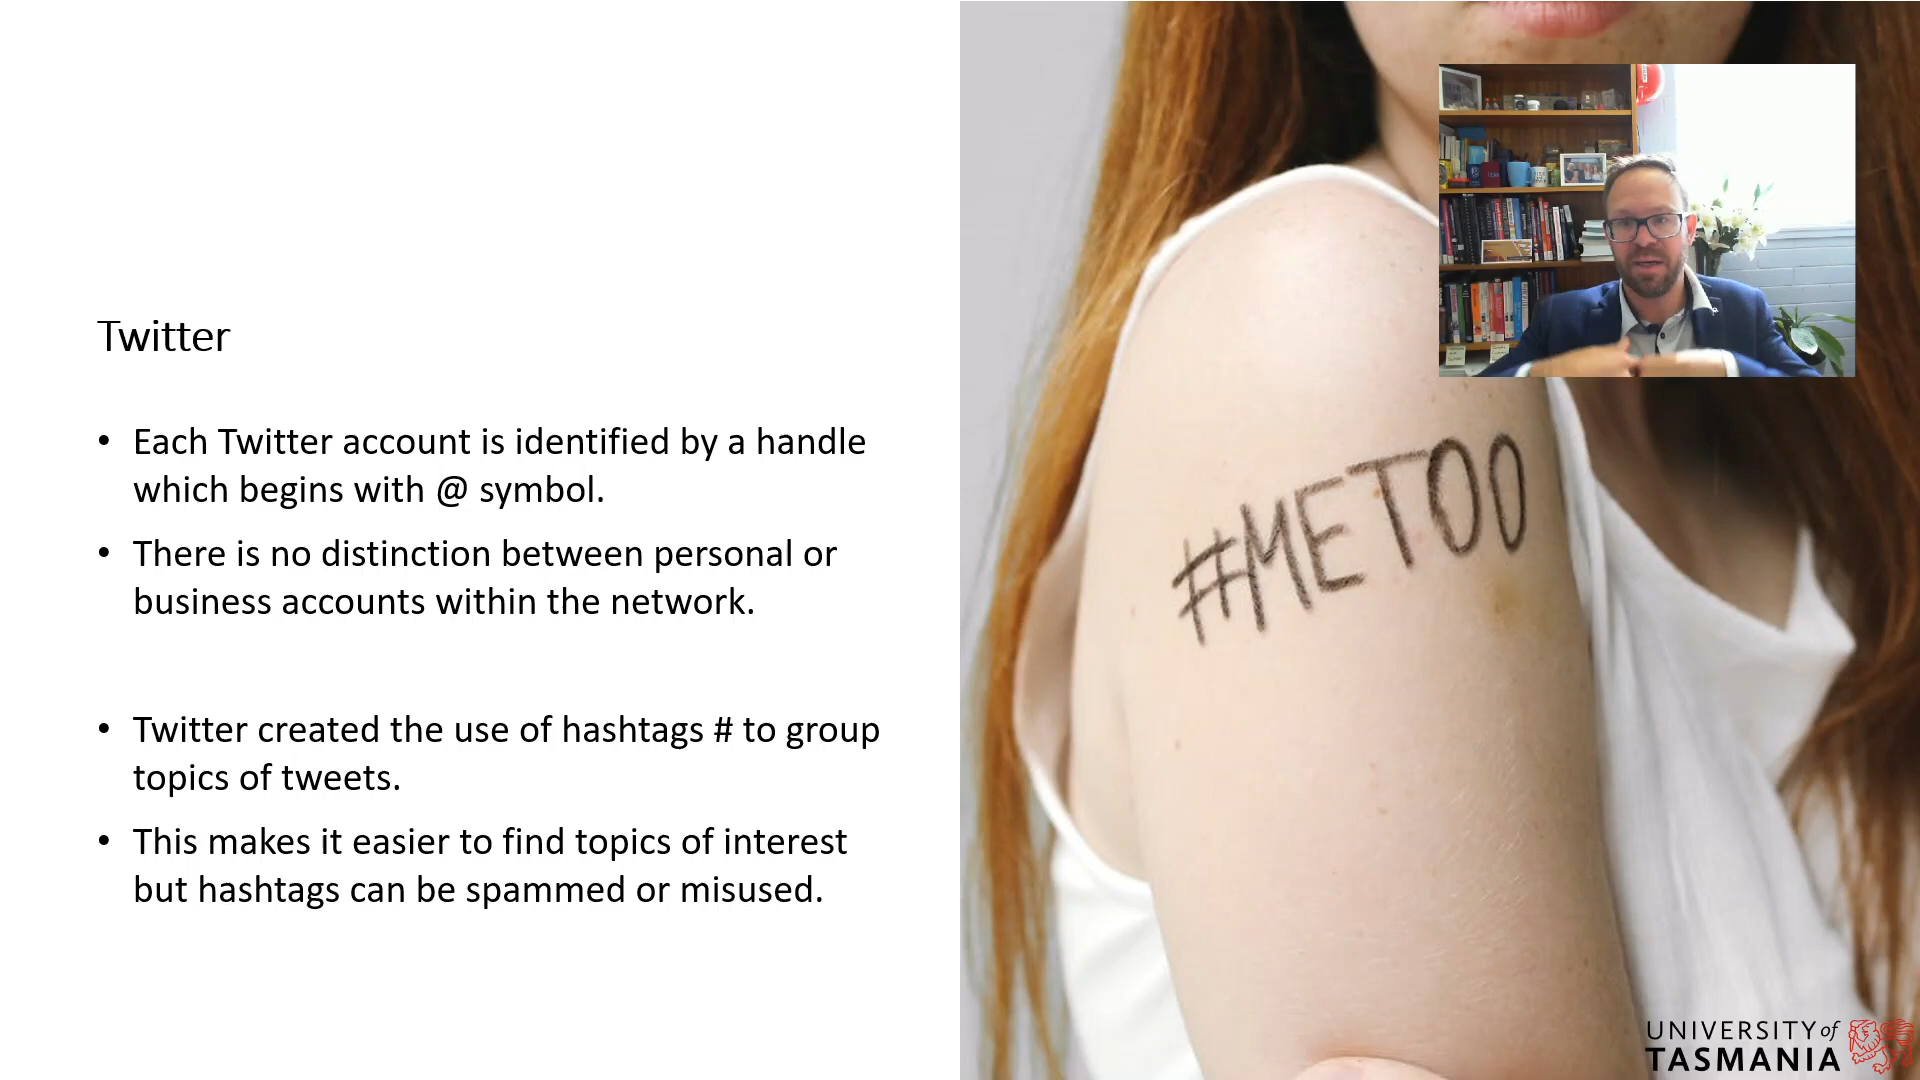 Twitter
• Each Twitter account is identified by a handle
which begins with @ symbol.
• There is no distinction between personal or
business accounts within the network.
• Twitter created the use of hashtags # to group
topics of tweets.
• This makes it easier to find topics of interest
but hashtags can be spammed or misused.
#METOO
UNIVERSITY of
TASMANIA